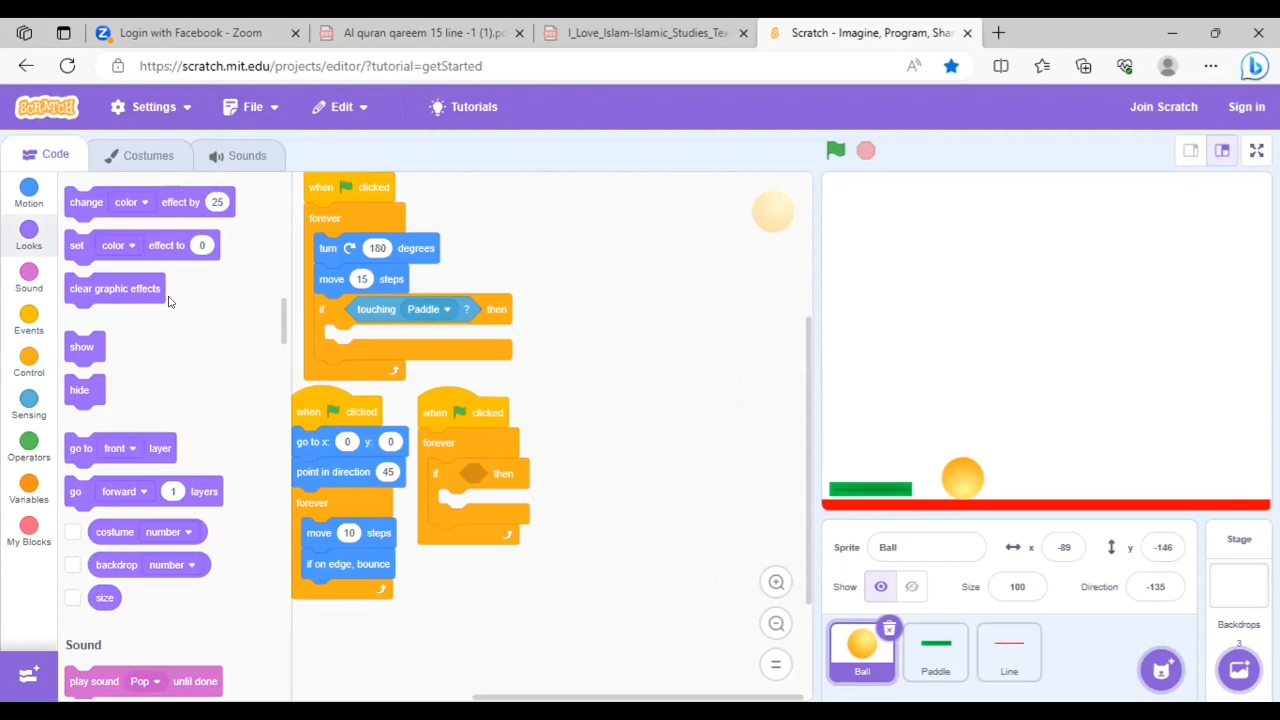 Login with Facebook - Zoom
Al quran qareem 15 line -1 (1).pc
I_Love_Islam-Islamic_Studies_Tex
Scratch - Imagine, Program, Shar
https://scratch.mit.edu/projects/editor/?tutorial=getStarted
SCRATCH
Settings
File
Edit
Tutorials
Join Scratch
Sign in
Code
Costumes
Sounds
Motion
Looks
Sound
Events
Control
Sensing
Operators
Variables
My Blocks
change color effect by 25
set color effect to 0
clear graphic effects
show
hide
go to front layer
go forward 1 layers
costume number
backdrop number
size
Sound
play sound Pop until done
when clicked
forever
turn 180 degrees
move 15 steps
if touching Paddle ? then
when clicked
go to x: 0 y: 0
point in direction 45
forever
move 10 steps
if on edge, bounce
when clicked
forever
if then
Sprite Ball x -89 y -146
Show Size 100 Direction -135
Ball
Paddle
Line
Stage
Backdrops
3